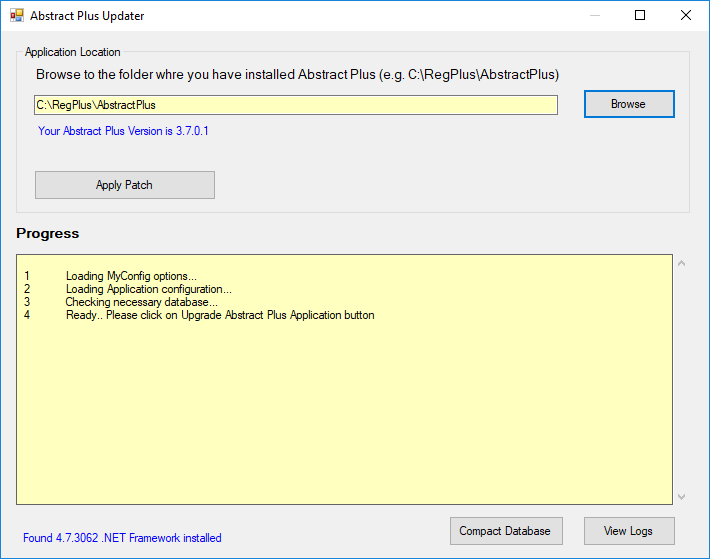 Abstract Plus Updater
Application Location
Browse to the folder whre you have installed Abstract Plus (e.g. C:\RegPlus\AbstractPlus)
C:\RegPlus\AbstractPlus
Browse
Your Abstract Plus Version is 3.7.0.1
Apply Patch
Progress
1 Loading MyConfig options...
2 Loading Application configuration...
3 Checking necessary database...
4 Ready.. Please click on Upgrade Abstract Plus Application button
Compact Database
View Logs
Found 4.7.3062 .NET Framework installed